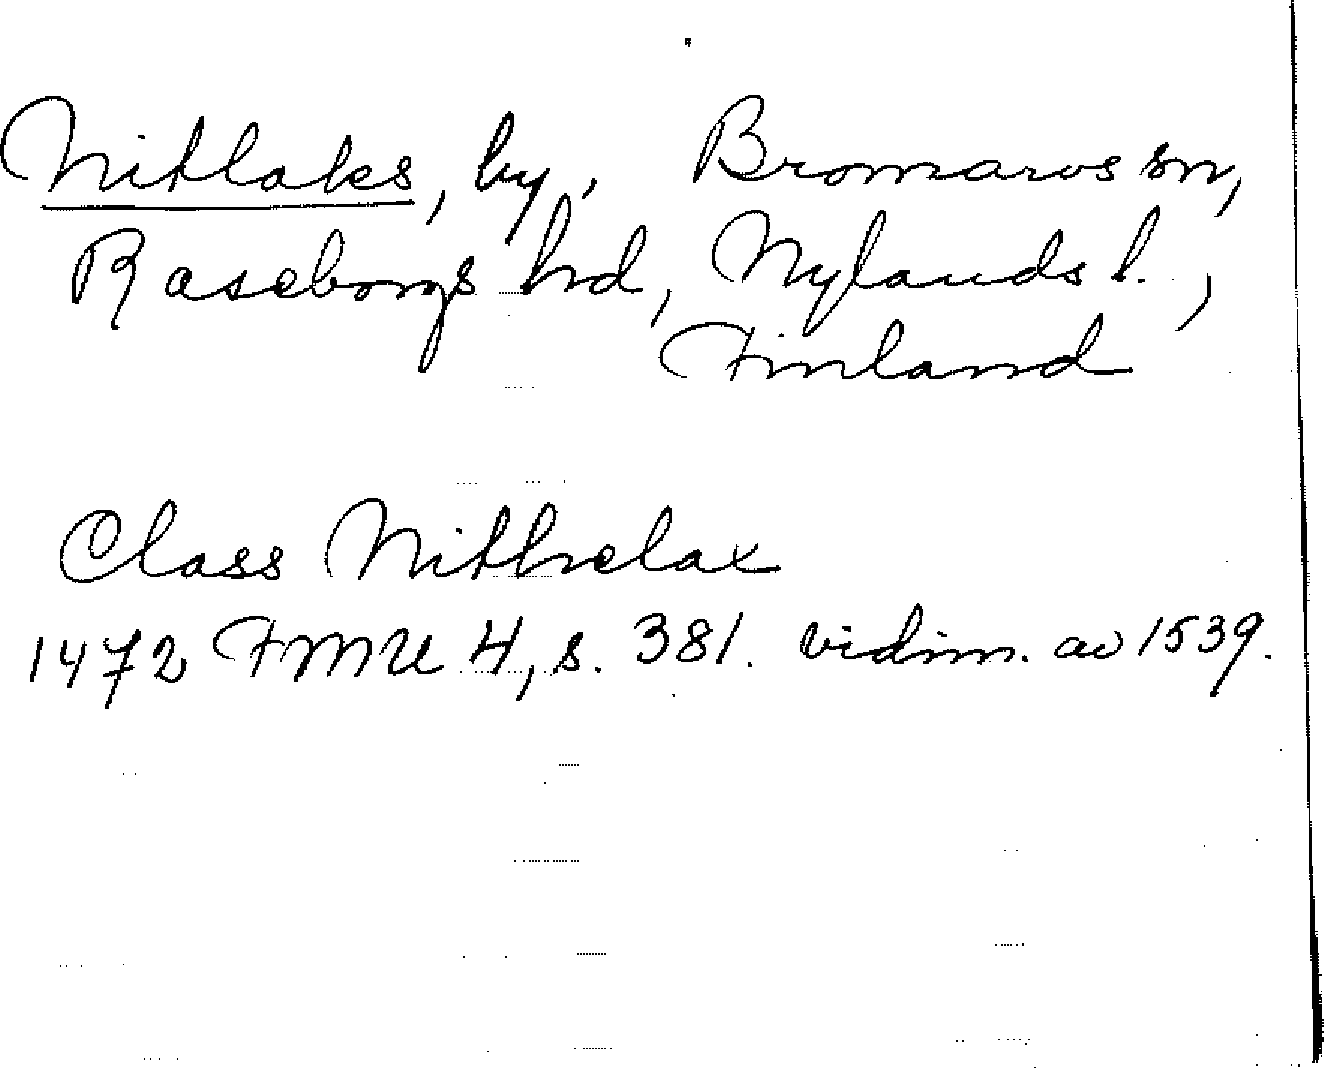 Nitlaks, by, Bromarvs sn,
Raseborgs hd, Nylands l.,
Finland
Class Nithelax
1472 FMU 4, s. 381. vidim. av 1539.